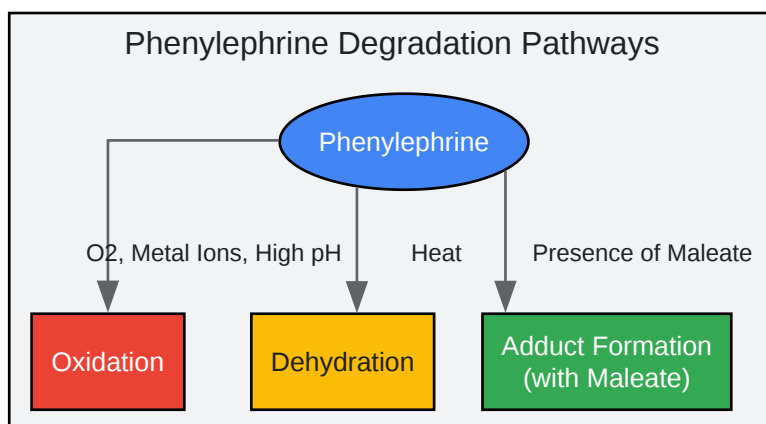 Phenylephrine Degradation Pathways
Phenylephrine
O2, Metal Ions, High pH
Heat
Presence of Maleate
Oxidation
Dehydration
Adduct Formation
(with Maleate)